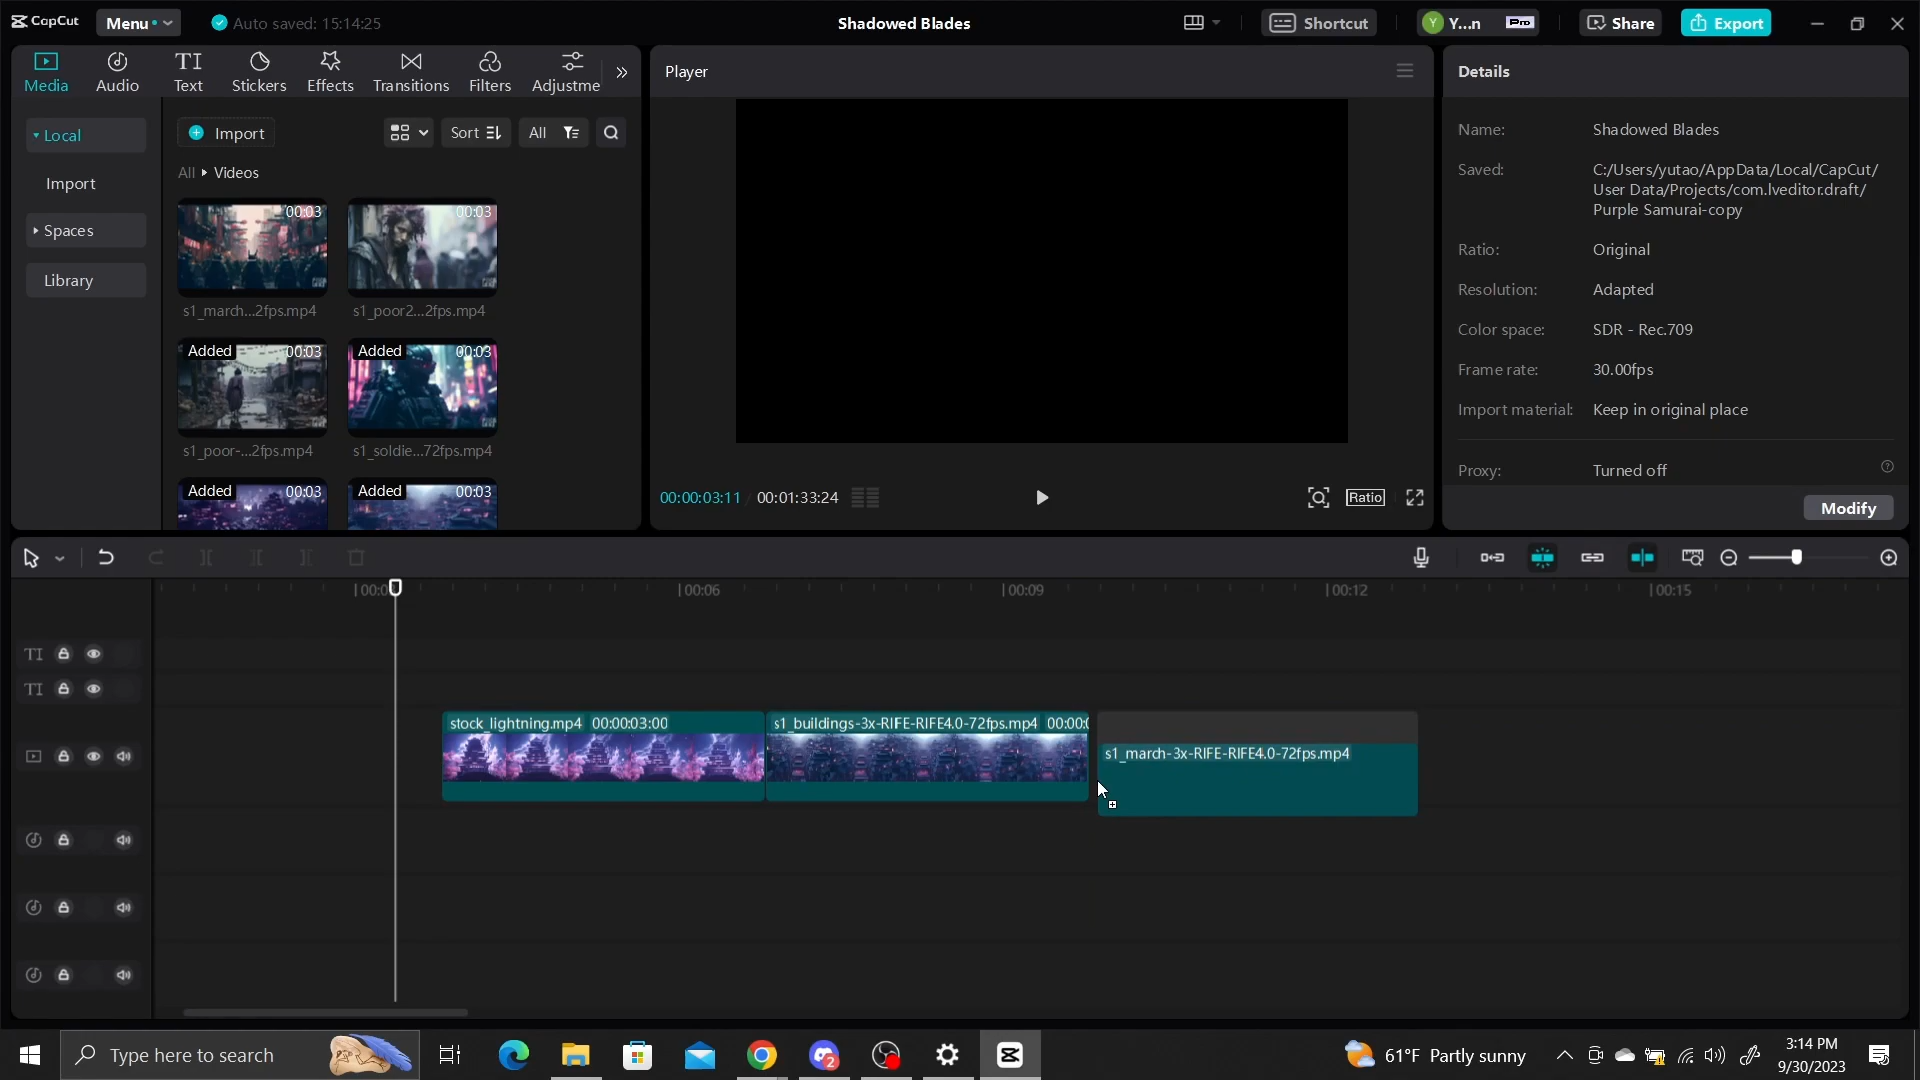 CapCut
Menu
Auto saved: 15:14:25
Shadowed Blades
Shortcut
Y
Y...n
Pro
Share
Export
Media
Audio
TI
Text
Stickers
Effects
Transitions
Filters
Adjustme
Player
Details
Local
Import
Spaces
Library
Import
Sort
All
All
Videos
00:03
s1_march...2fps.mp4
00:03
s1_poor2...2fps.mp4
Added
00:03
s1_poor-...2fps.mp4
Added
00:03
s1_soldie...72fps.mp4
Added
00:03
Added
00:03
00:00:03:11
00:01:33:24
Ratio
Name:
Shadowed Blades
Saved:
C:/Users/yutao/AppData/Local/CapCut/
User Data/Projects/com.lveditor.draft/
Purple Samurai-copy
Ratio:
Original
Resolution:
Adapted
Color space:
SDR - Rec.709
Frame rate:
30.00fps
Import material:
Keep in original place
Proxy:
Turned off
Modify
00:0
00:06
00:09
00:12
00:15
TI
TI
stock_lightning.mp4 00:00:03:00
s1_buildings-3x-RIFE-RIFE4.0-72fps.mp4 00:00:0
s1_march-3x-RIFE-RIFE4.0-72fps.mp4
Type here to search
2
61°F Partly sunny
3:14 PM
9/30/2023